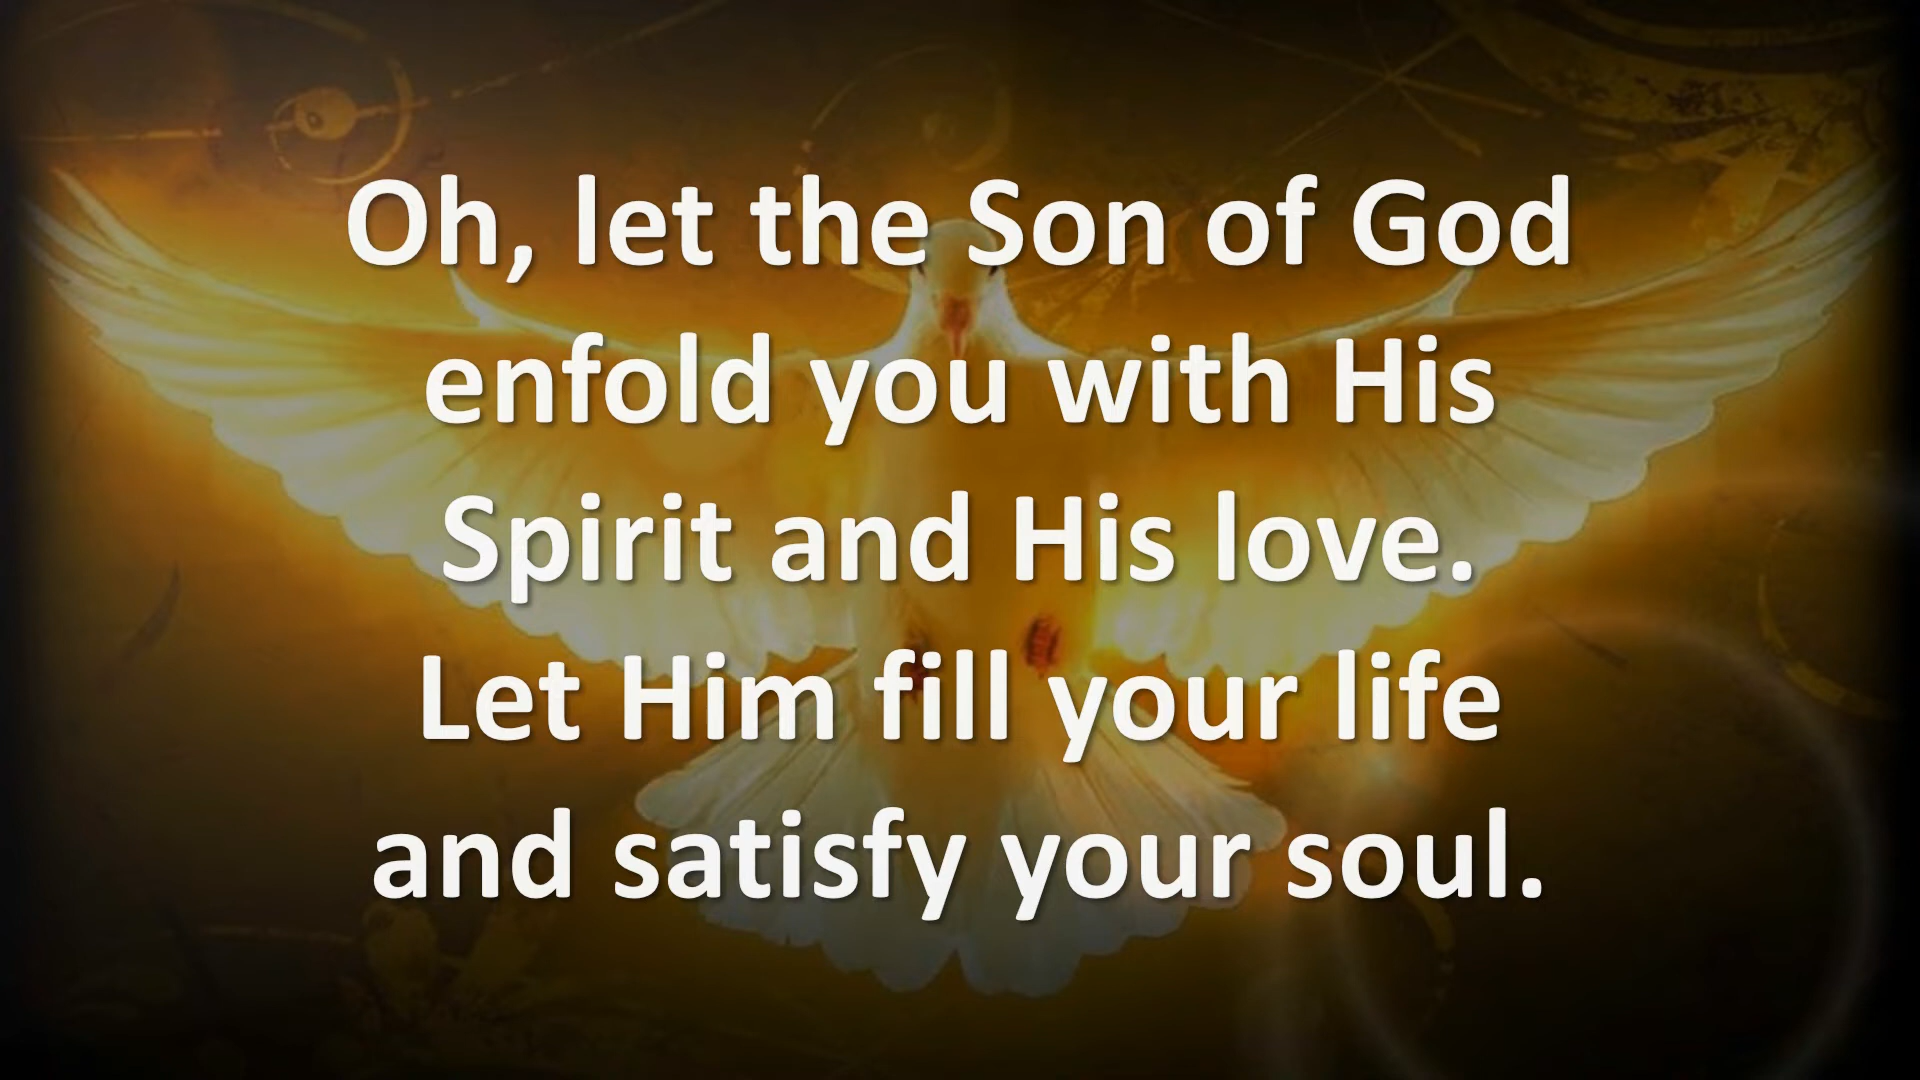 Oh, let the Son of God
enfold you with His
Spirit and His love.
Let Him fill your life
and satisfy your soul.